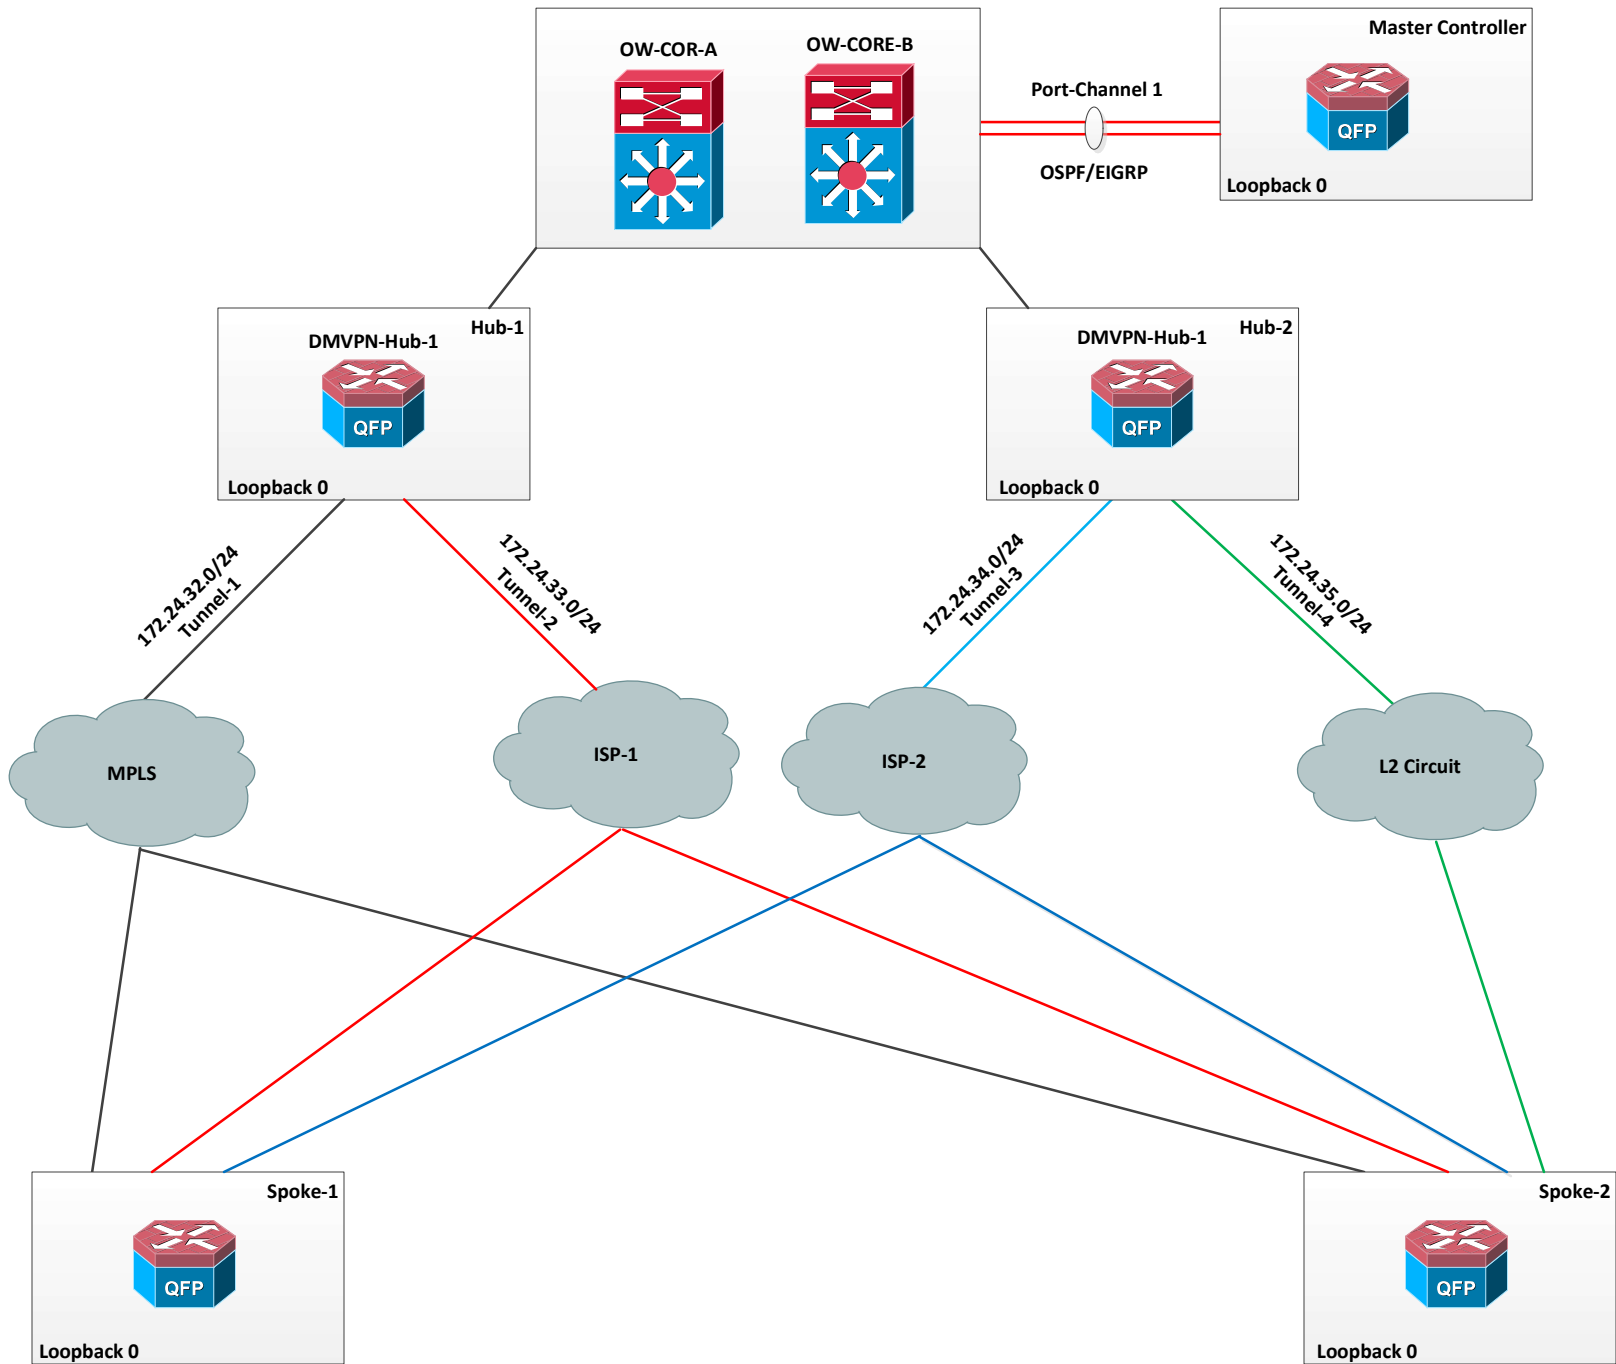 OW-COR-A
OW-CORE-B
Master Controller
QFP
Loopback 0
Port-Channel 1
OSPF/EIGRP
Hub-1
DMVPN-Hub-1
QFP
Loopback 0
Hub-2
DMVPN-Hub-1
QFP
Loopback 0
172.24.32.0/24
Tunnel-1
172.24.33.0/24
Tunnel-2
172.24.34.0/24
Tunnel-3
172.24.35.0/24
Tunnel-4
MPLS
ISP-1
ISP-2
L2 Circuit
Spoke-1
QFP
Loopback 0
Spoke-2
QFP
Loopback 0